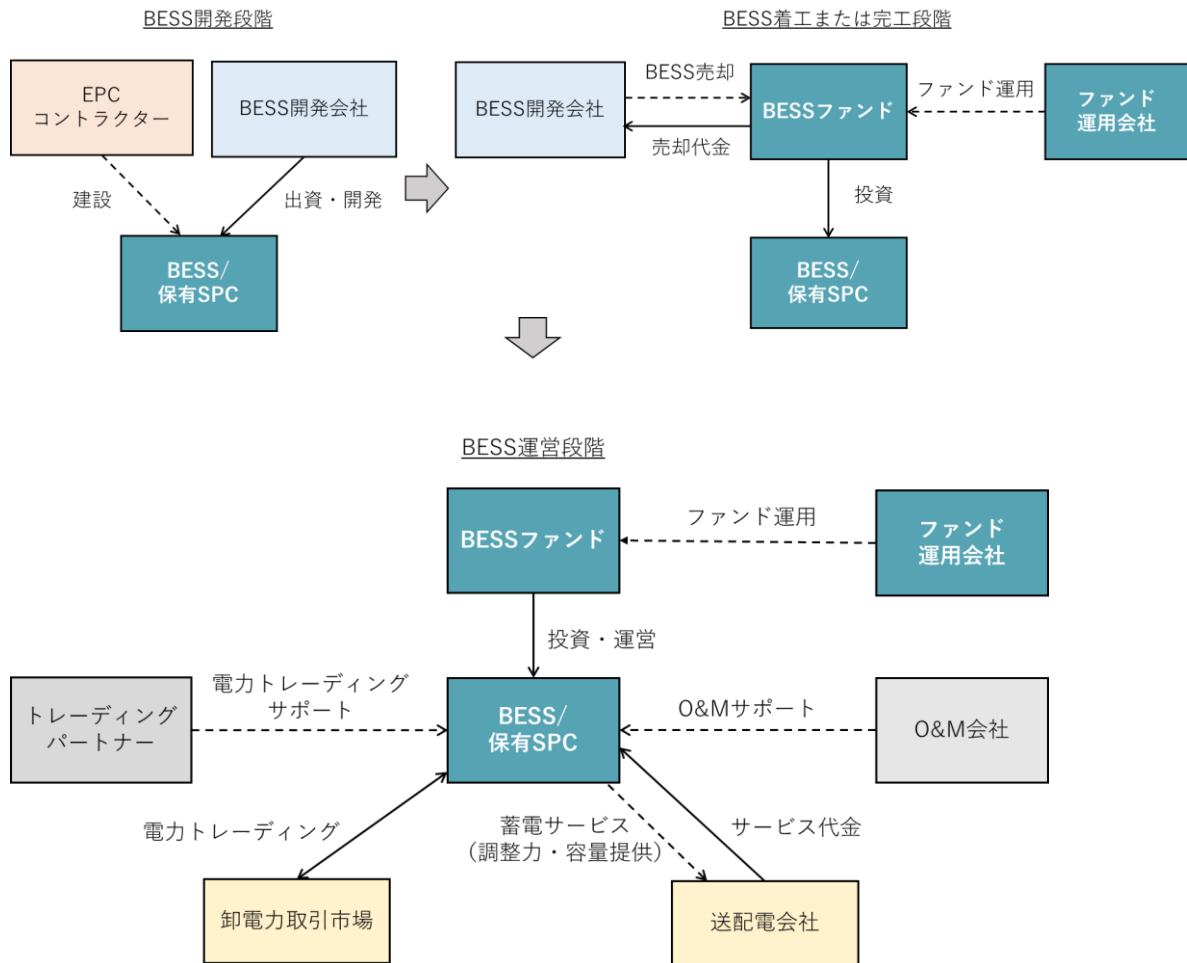 BESS開発段階
EPC
コントラクター
BESS開発会社
建設
出資・開発
BESS/
保有SPC
BESS着工または完工段階
BESS開発会社
BESS売却
売却代金
BESSファンド
ファンド運用
ファンド
運用会社
投資
BESS/
保有SPC
BESS運営段階
BESSファンド
ファンド運用
ファンド
運用会社
投資・運営
トレーディング
パートナー
電力トレーディング
サポート
BESS/
保有SPC
O&Mサポート
O&M会社
電力トレーディング
蓄電サービス
（調整力・容量提供）
サービス代金
卸電力取引市場
送配電会社